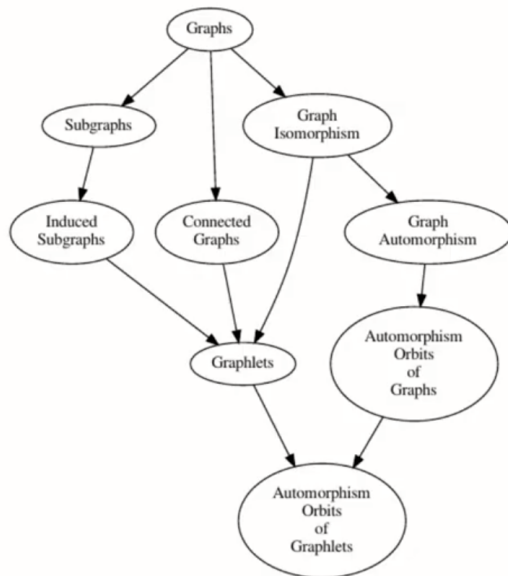 Graphs
Subgraphs
Graph
Isomorphism
Induced
Subgraphs
Connected
Graphs
Graph
Automorphism
Graphlets
Automorphism
Orbits
of
Graphs
Automorphism
Orbits
of
Graphlets